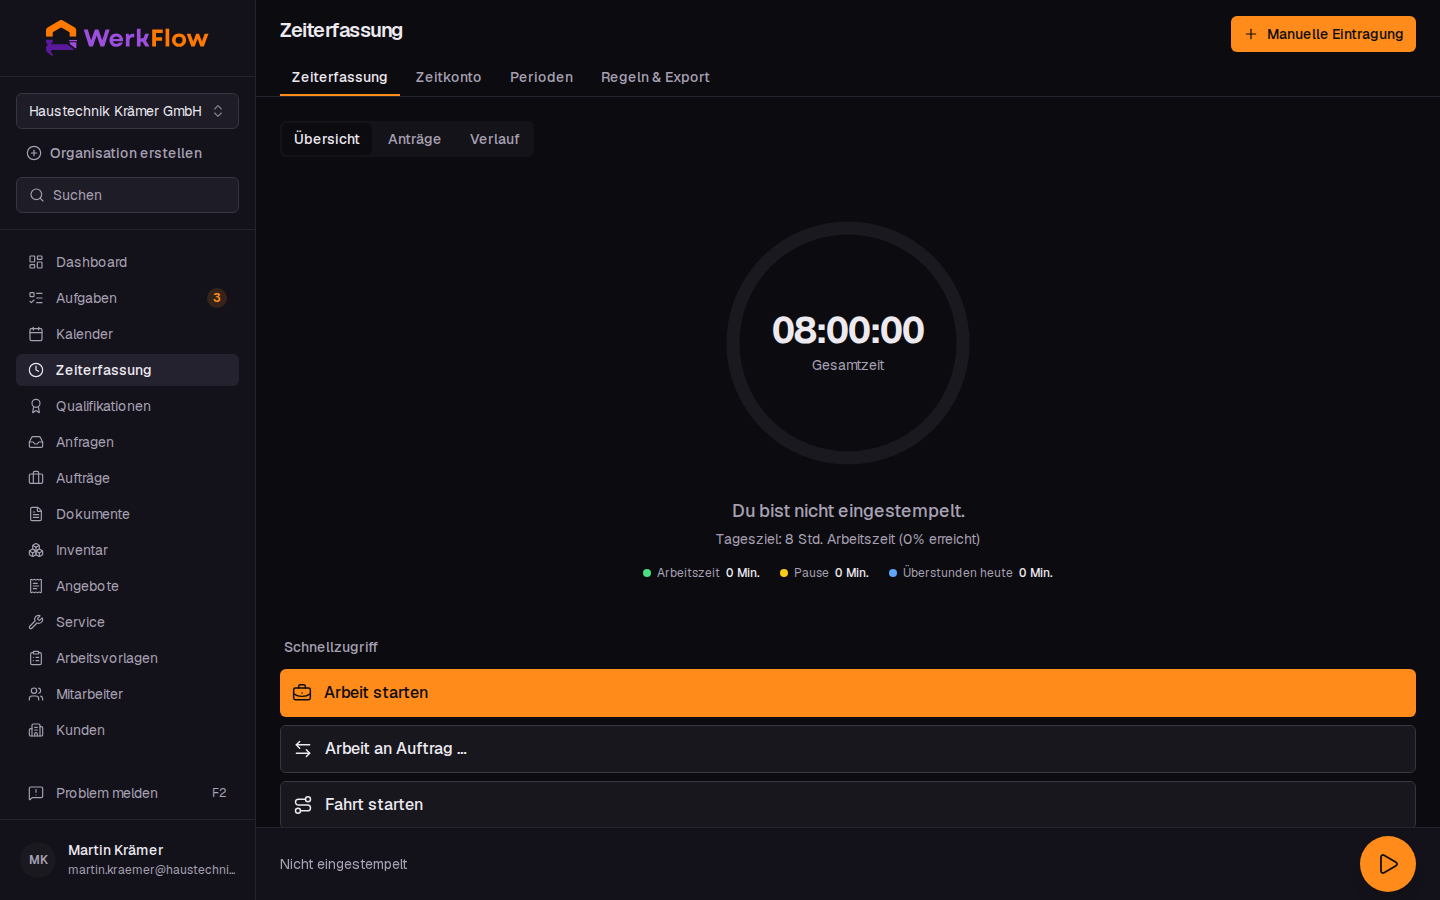 WerkFlow
Haustechnik Krämer GmbH
Organisation erstellen
Suchen
Dashboard
Aufgaben 3
Kalender
Zeiterfassung
Qualifikationen
Anfragen
Aufträge
Dokumente
Inventar
Angebote
Service
Arbeitsvorlagen
Mitarbeiter
Kunden
Problem melden F2
MK
Martin Krämer
martin.kraemer@haustechni...
Zeiterfassung
Manuelle Eintragung
Zeiterfassung Zeitkonto Perioden Regeln & Export
Übersicht Anträge Verlauf
08:00:00
Gesamtzeit
Du bist nicht eingestempelt.
Tagesziel: 8 Std. Arbeitszeit (0% erreicht)
Arbeitszeit 0 Min. Pause 0 Min. Überstunden heute 0 Min.
Schnellzugriff
Arbeit starten
Arbeit an Auftrag ...
Fahrt starten
Nicht eingestempelt